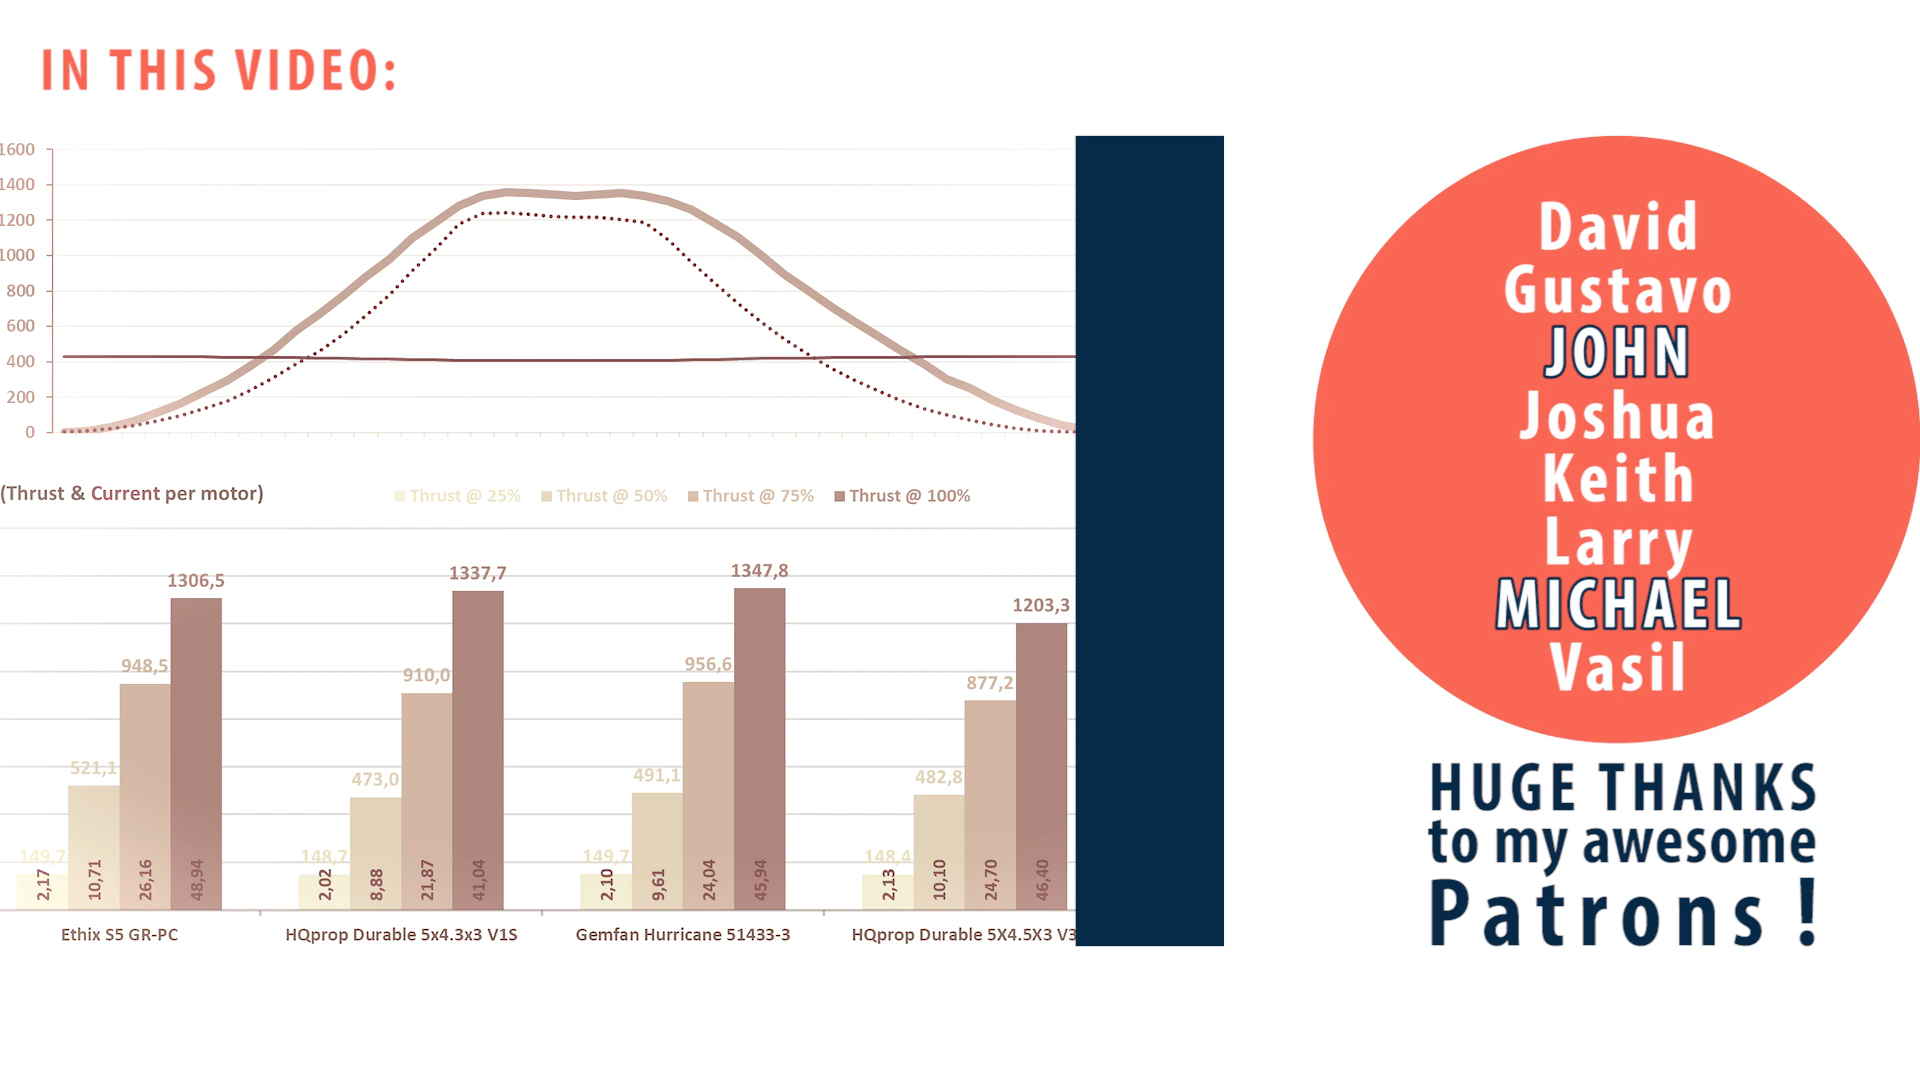 IN THIS VIDEO:
1600
1400
1200
1000
800
600
400
200
0
(Thrust & Current per motor)
Thrust @ 25% Thrust @ 50% Thrust @ 75% Thrust @ 100%
149,7 521,1 948,5 1306,5
2,17 10,71 26,16 48,94
148,7 473,0 910,0 1337,7
2,02 8,88 21,87 41,04
149,7 491,1 956,6 1347,8
2,10 9,61 24,04 45,94
148,4 482,8 877,2 1203,3
2,13 10,10 24,70 46,40
Ethix S5 GR-PC
HQprop Durable 5x4.3x3 V1S
Gemfan Hurricane 51433-3
HQprop Durable 5X4.5X3 V3
David
Gustavo
JOHN
Joshua
Keith
Larry
MICHAEL
Vasil
HUGE THANKS
to my awesome
Patrons !